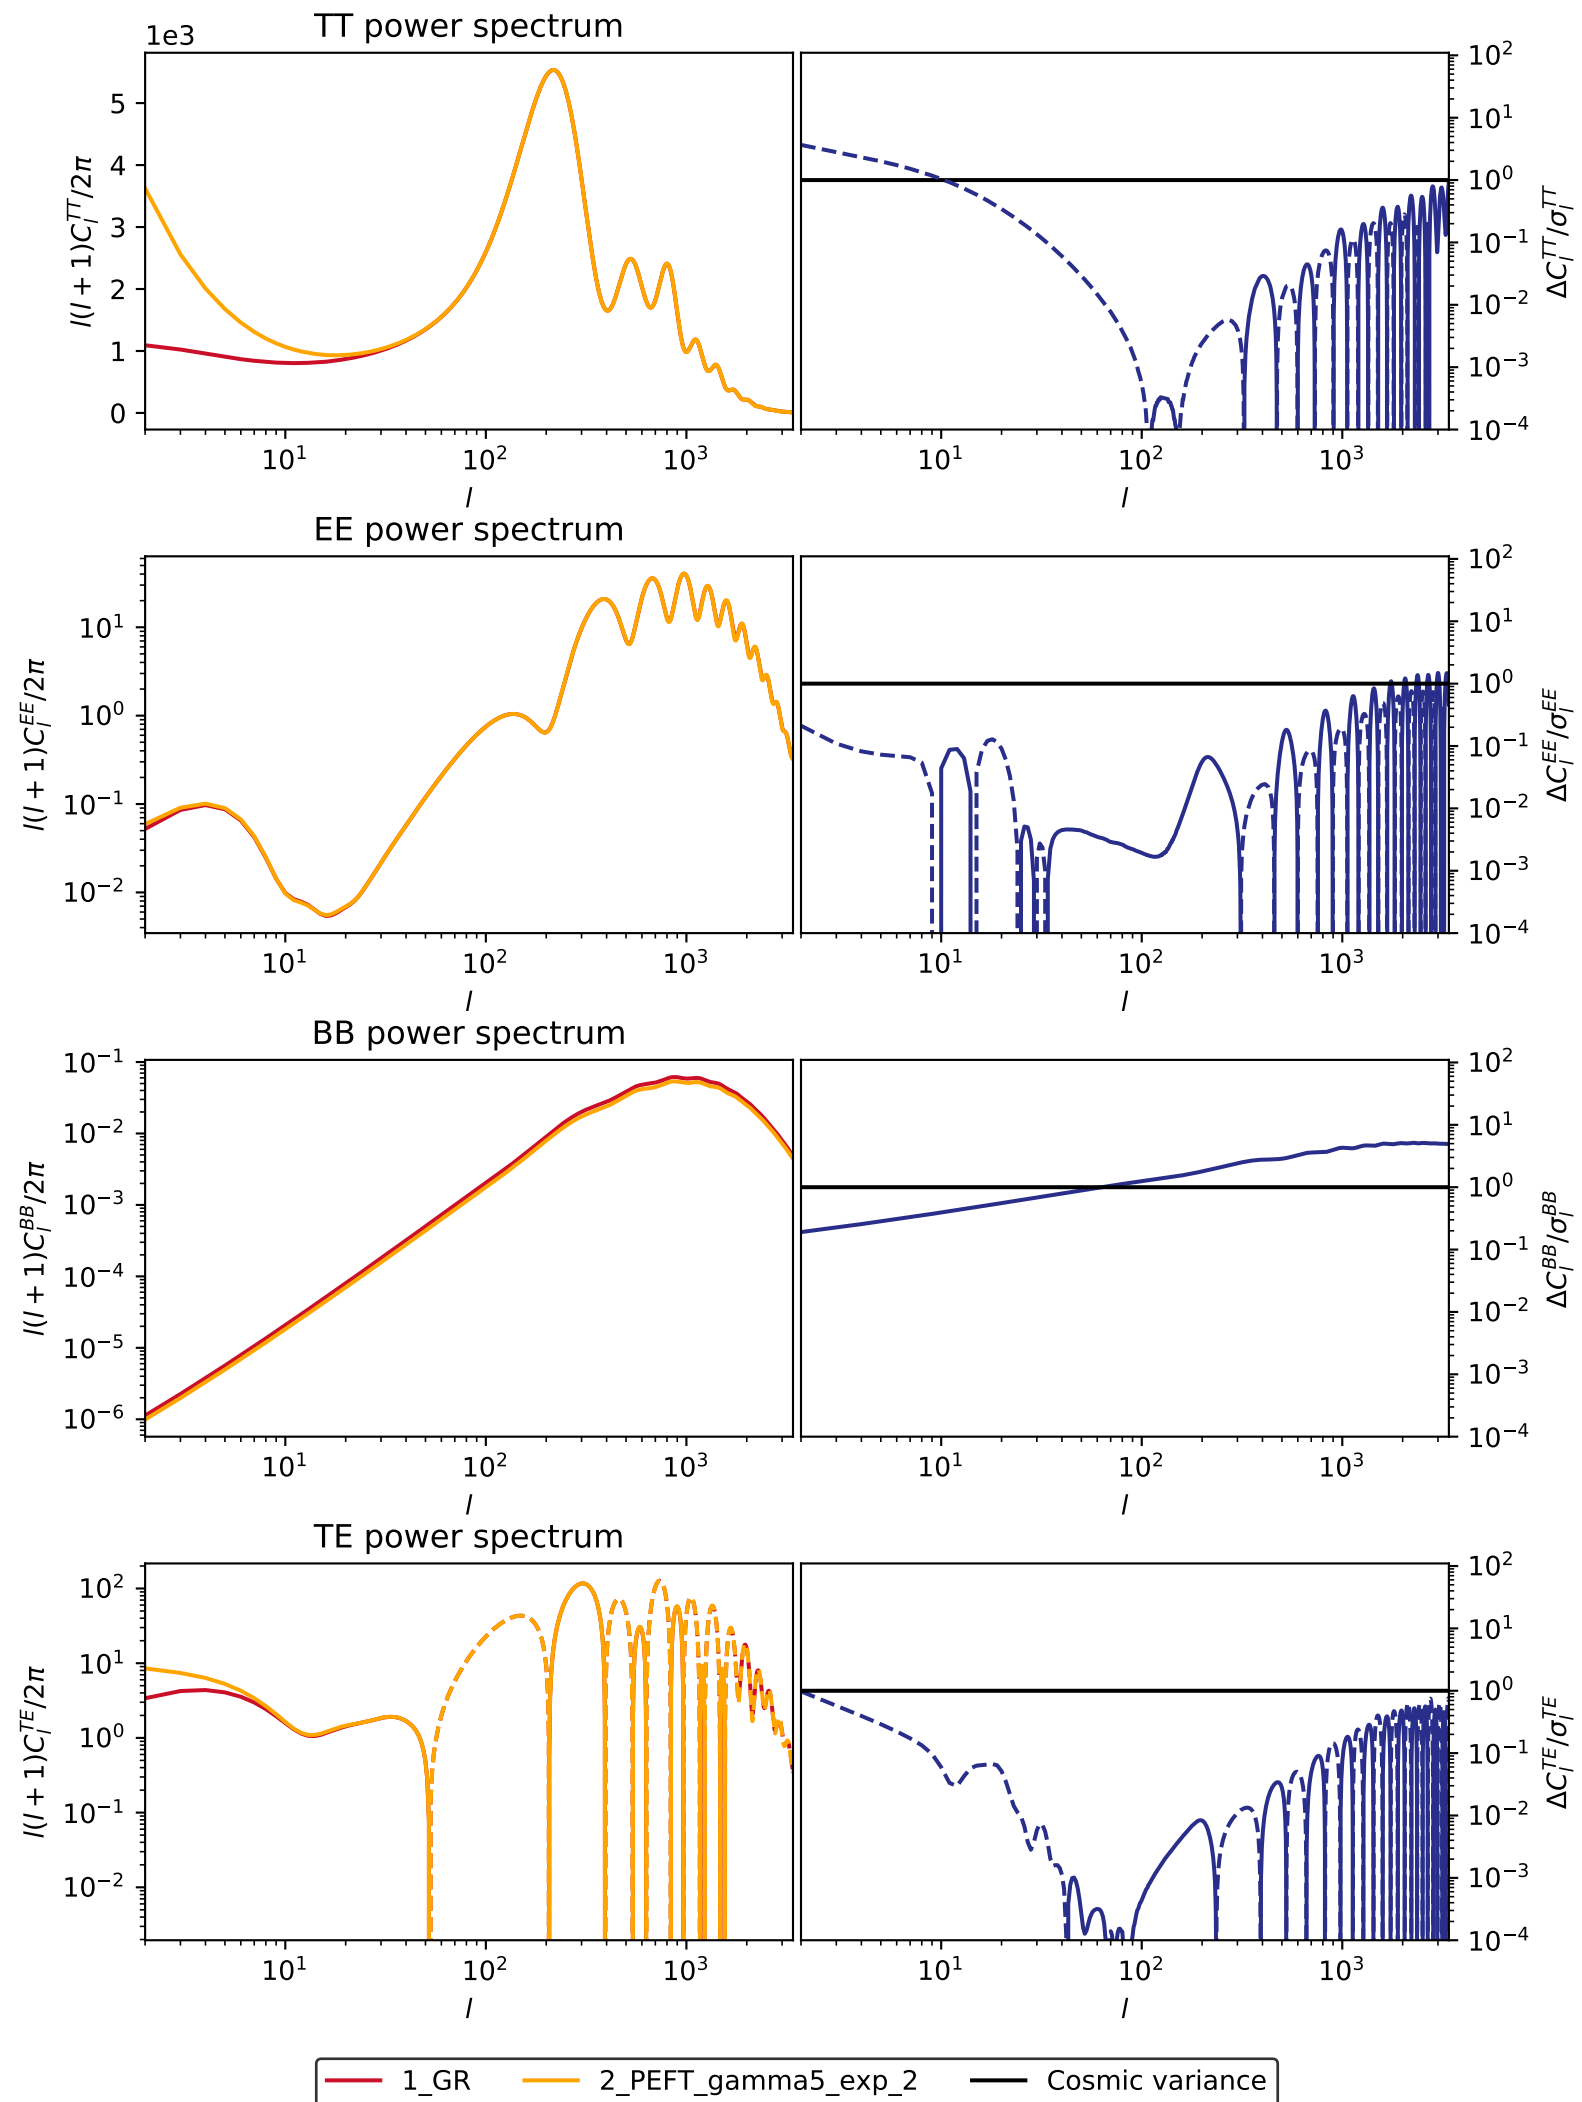 TT power spectrum
1e3
5
4
3
2
1
0
l(l + 1)C_l^{TT}/2π
10^1 10^2 10^3
l
10^2
10^1
10^0
10^{-1}
10^{-2}
10^{-3}
10^{-4}
ΔC_l^{TT}/σ_l^{TT}
10^1 10^2 10^3
l
EE power spectrum
10^1
10^0
10^{-1}
10^{-2}
l(l + 1)C_l^{EE}/2π
10^1 10^2 10^3
l
10^2
10^1
10^0
10^{-1}
10^{-2}
10^{-3}
10^{-4}
ΔC_l^{EE}/σ_l^{EE}
10^1 10^2 10^3
l
BB power spectrum
10^{-1}
10^{-2}
10^{-3}
10^{-4}
10^{-5}
10^{-6}
l(l + 1)C_l^{BB}/2π
10^1 10^2 10^3
l
10^2
10^1
10^0
10^{-1}
10^{-2}
10^{-3}
10^{-4}
ΔC_l^{BB}/σ_l^{BB}
10^1 10^2 10^3
l
TE power spectrum
10^2
10^1
10^0
10^{-1}
10^{-2}
l(l + 1)C_l^{TE}/2π
10^1 10^2 10^3
l
10^2
10^1
10^0
10^{-1}
10^{-2}
10^{-3}
10^{-4}
ΔC_l^{TE}/σ_l^{TE}
10^1 10^2 10^3
l
1_GR 2_PEFT_gamma5_exp_2 Cosmic variance